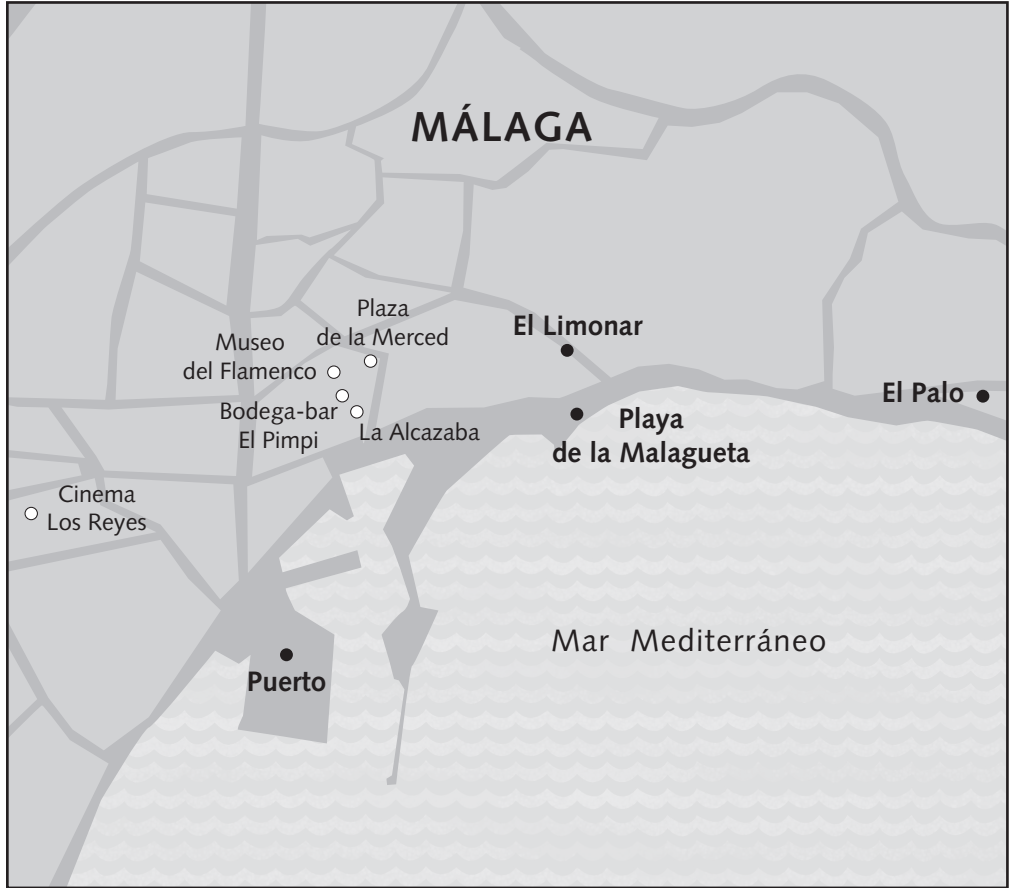 MÁLAGA
Plaza
de la Merced
El Limonar
Museo
del Flamenco
El Palo
Bodega-bar
El Pimpi
La Alcazaba
Playa
de la Malagueta
Cinema
Los Reyes
Mar Mediterráneo
Puerto